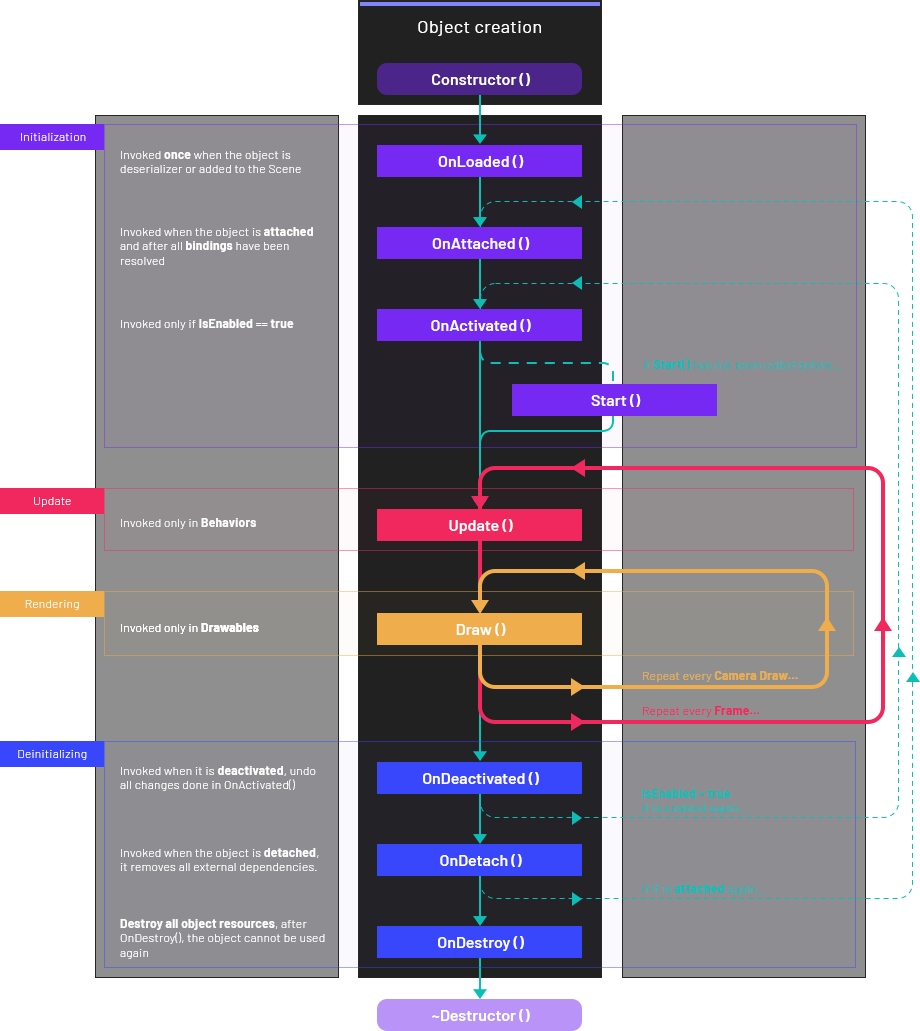 Object creation
Constructor ()
Initialization
Invoked once when the object is
deserializer or added to the Scene
OnLoaded ()
Invoked when the object is attached
and after all bindings have been
resolved
OnAttached ()
Invoked only if IsEnabled == true
OnActivated ()
Start()
Start ()
Update
Invoked only in Behaviors
Update ()
Rendering
Invoked only in Drawables
Draw ()
Repeat every Camera Draw...
Repeat every Frame...
Deinitializing
Invoked when it is deactivated, undo
all changes done in OnActivated()
OnDeactivated ()
IsEnabled = True
Invoked when the object is detached,
it removes all external dependencies.
OnDetach ()
attached again...
Destroy all object resources, after
OnDestroy(), the object cannot be used
again
OnDestroy ()
~Destructor ()